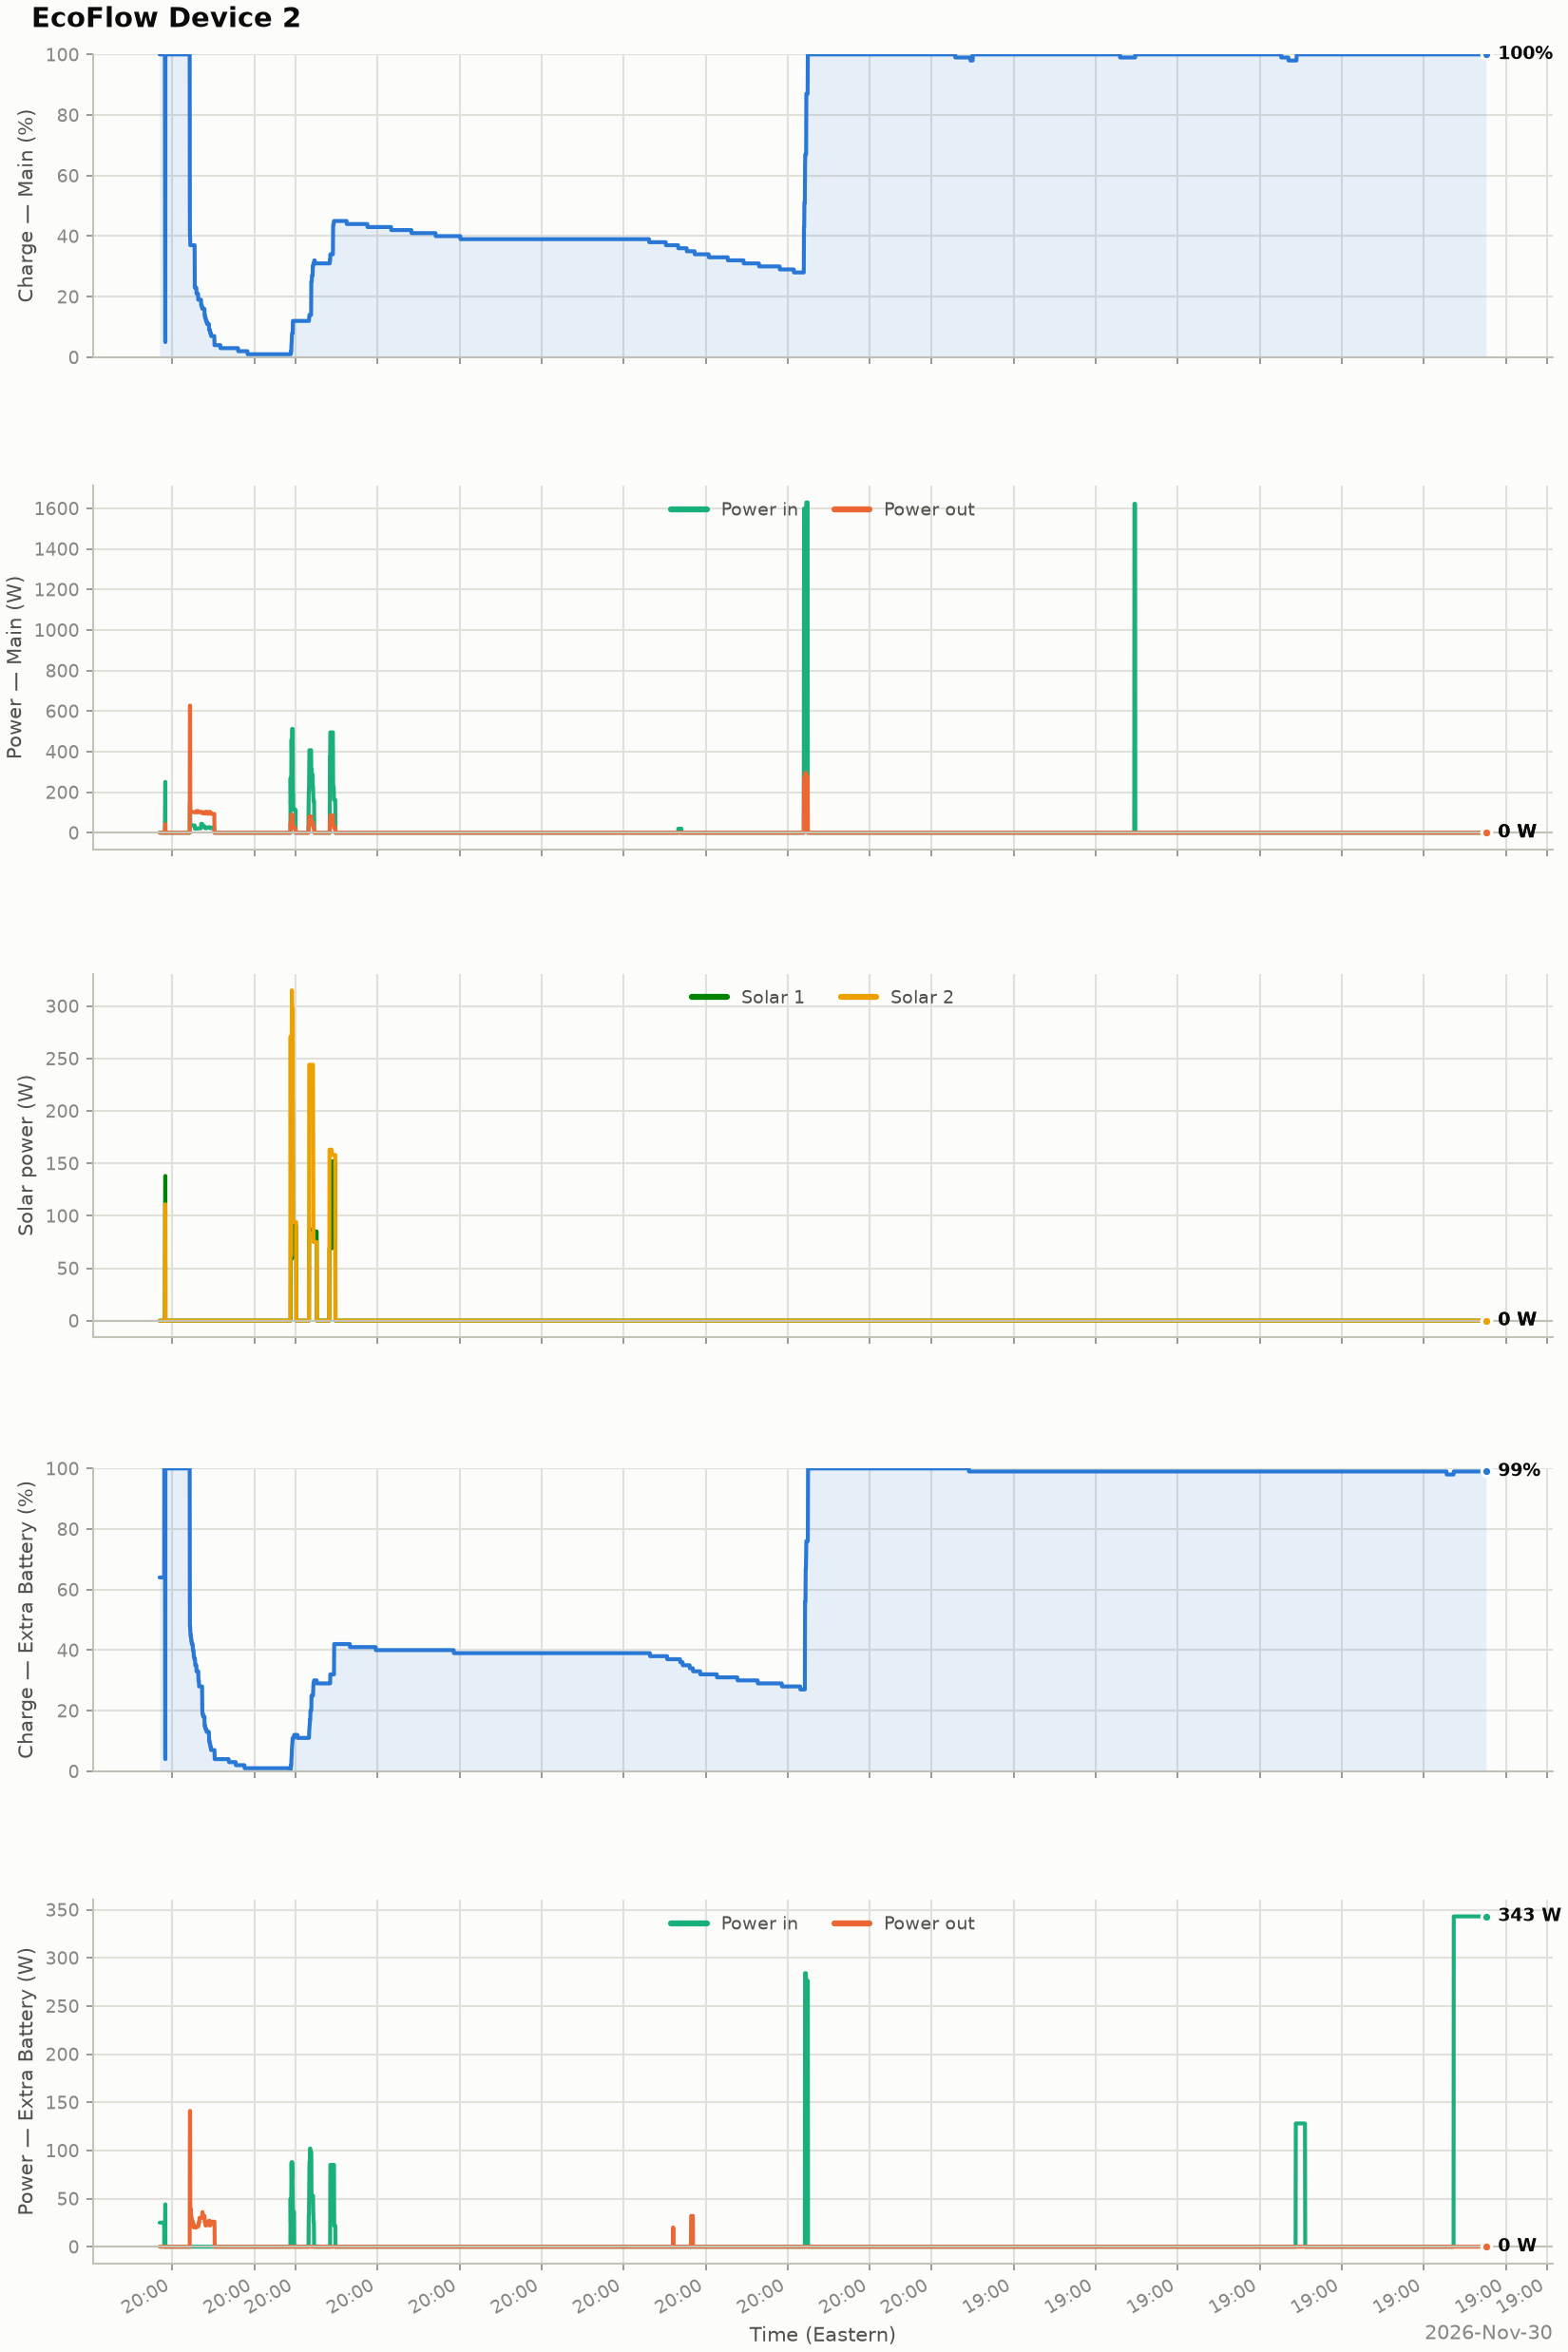 EcoFlow Device 2
Charge — Main (%)
100
80
60
40
20
0
100%
Power — Main (W)
1600
1400
1200
1000
800
600
400
200
0
Power in
Power out
0 W
Solar power (W)
300
250
200
150
100
50
0
Solar 1
Solar 2
0 W
Charge — Extra Battery (%)
100
80
60
40
20
0
99%
Power — Extra Battery (W)
350
300
250
200
150
100
50
0
Power in
Power out
343 W
0 W
20:00 20:00 20:00 20:00 20:00 20:00 20:00 20:00 20:00 20:00 20:00 19:00 19:00 19:00 19:00 19:00 19:00 19:00 19:00
Time (Eastern)
2026-Nov-30